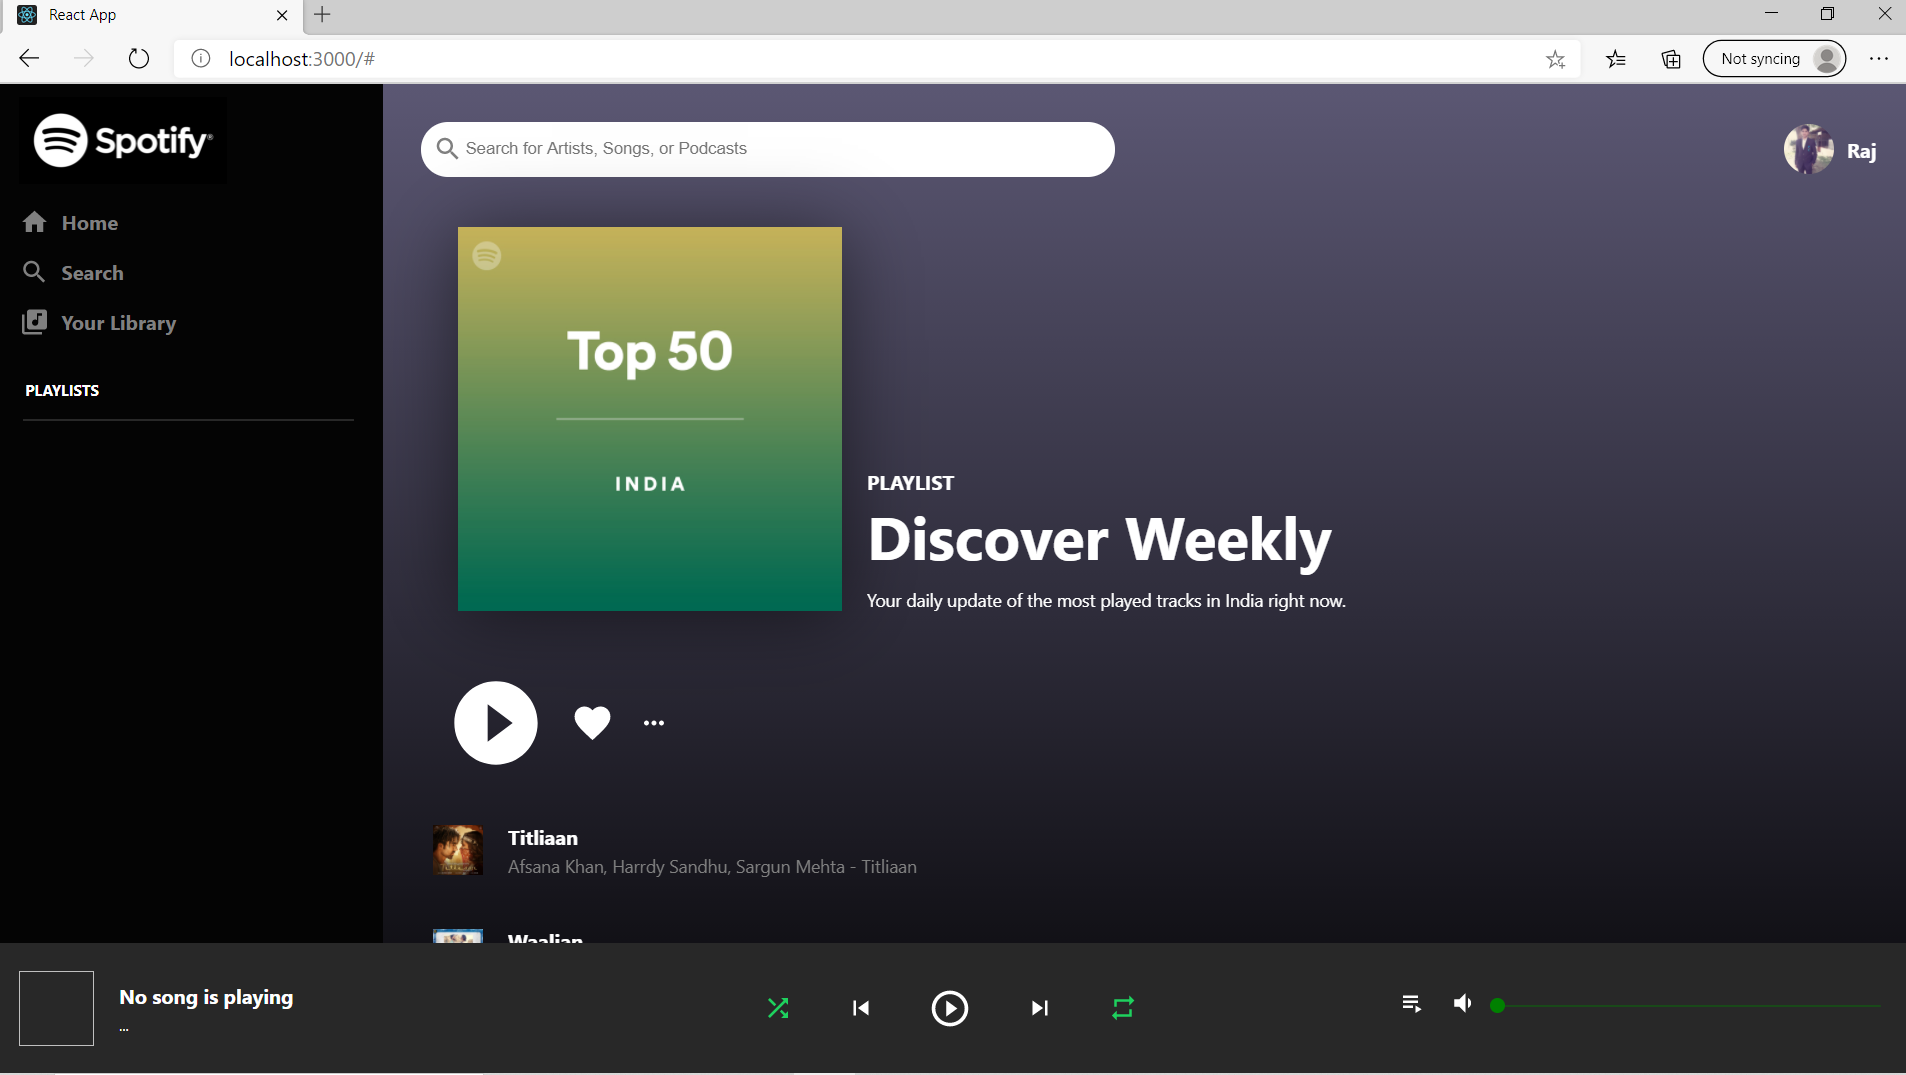 React App
localhost:3000/#
Not syncing
Spotify®
Home
Search
Your Library
PLAYLISTS
Search for Artists, Songs, or Podcasts
Raj
Top 50
INDIA
PLAYLIST
Discover Weekly
Your daily update of the most played tracks in India right now.
Titliaan
Afsana Khan, Harrdy Sandhu, Sargun Mehta - Titliaan
Waalian
No song is playing
...